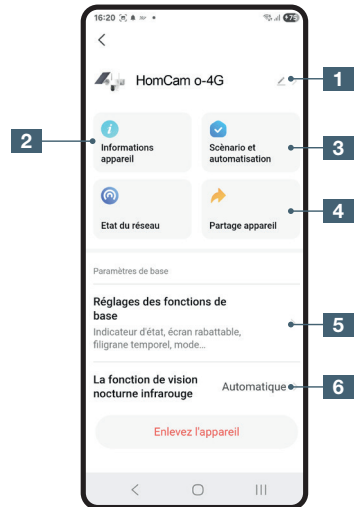 16:20
78
HomCam o-4G
1
2
Informations
appareil
Scènario et
automatisation
3
Etat du réseau
Partage appareil
4
Paramètres de base
Réglages des fonctions de
base
Indicateur d'état, écran rabattable,
filigrane temporel, mode...
5
La fonction de vision
nocturne infrarouge
Automatique
6
Enlevez l'appareil